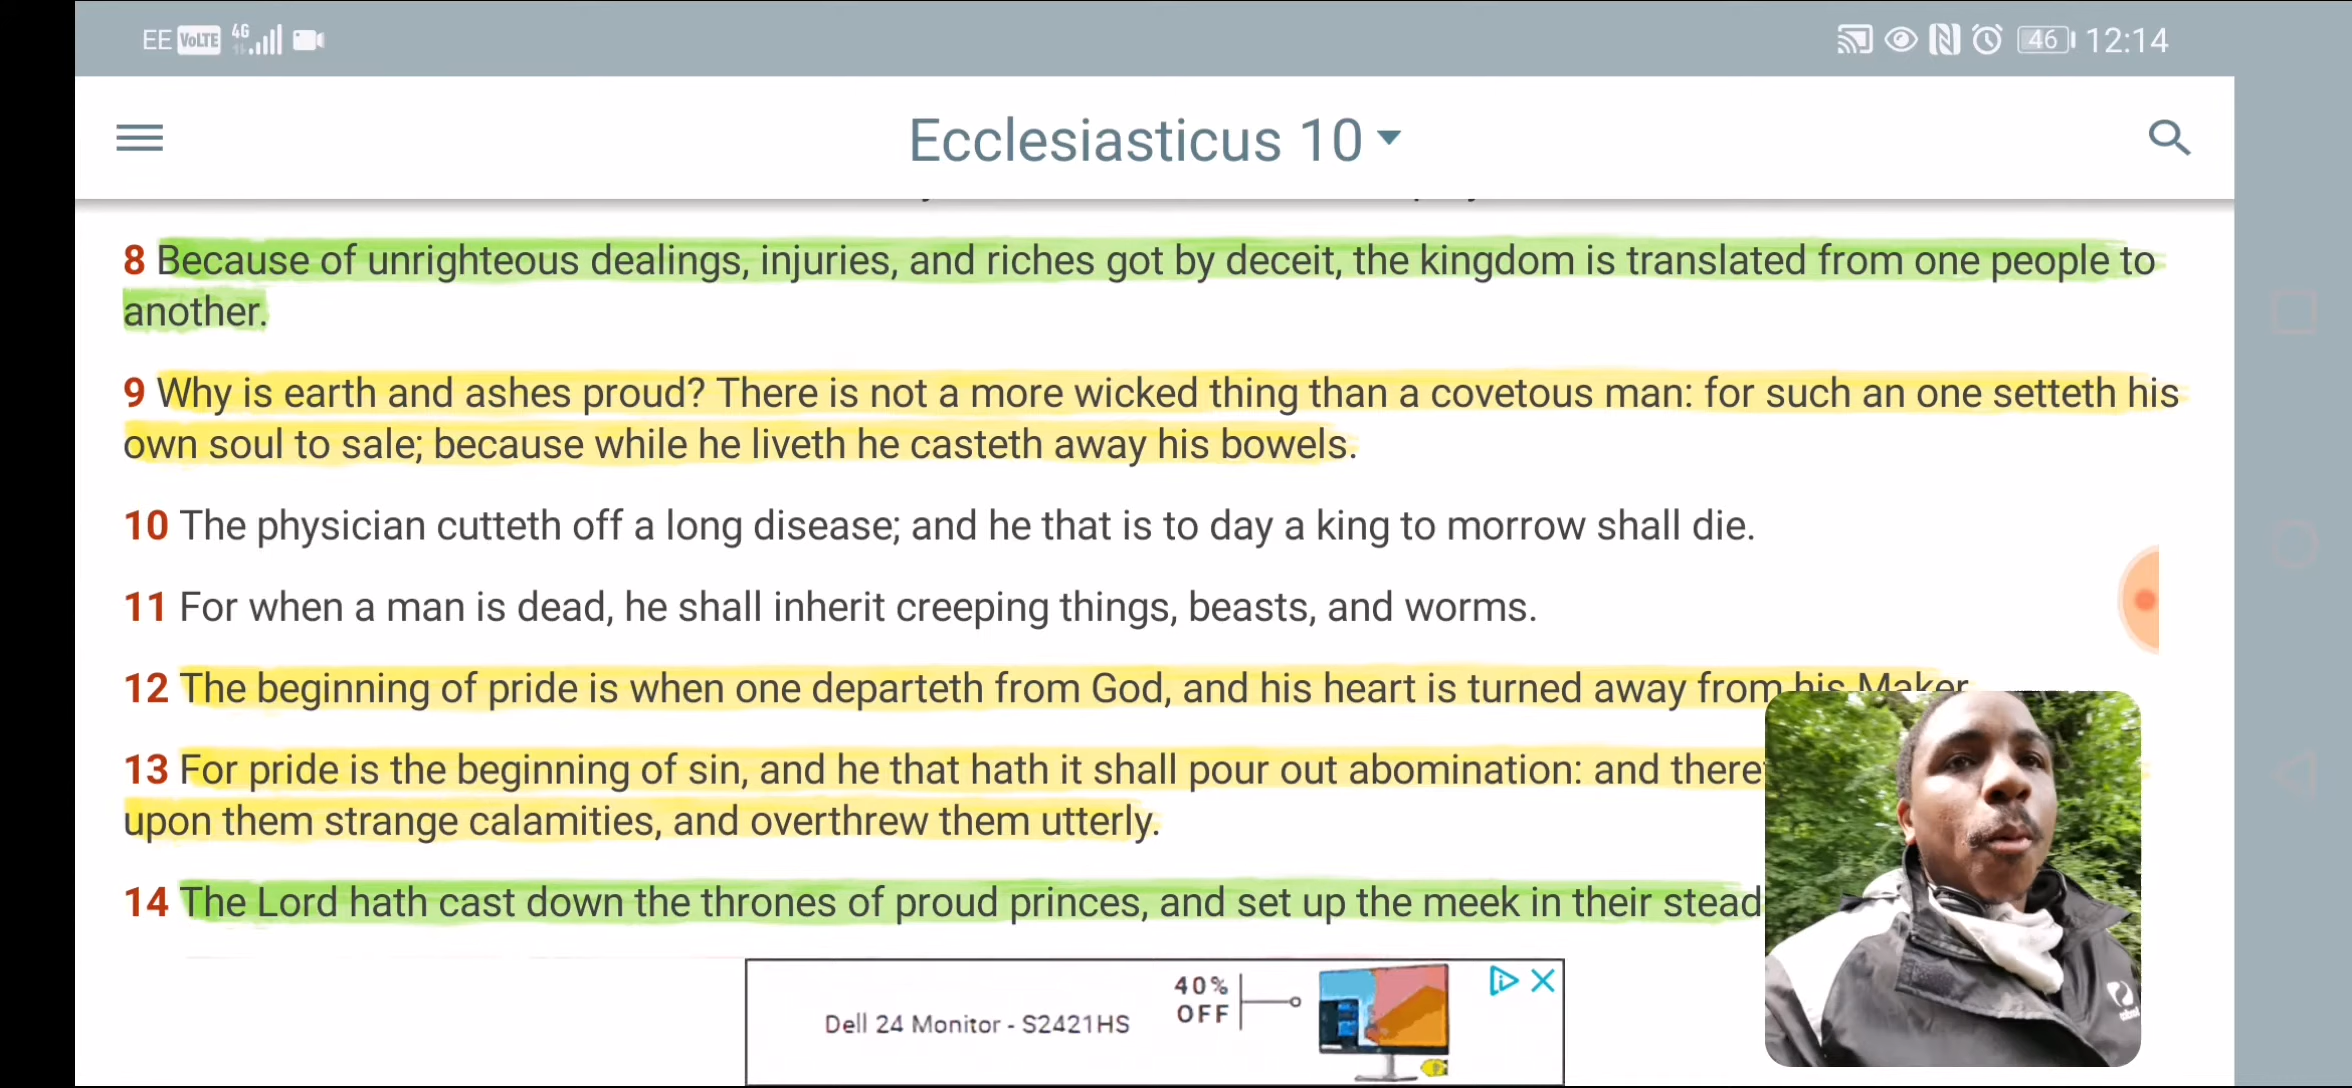 EE VoLTE 4G 46 12:14
Ecclesiasticus 10
8 Because of unrighteous dealings, injuries, and riches got by deceit, the kingdom is translated from one people to
another.
9 Why is earth and ashes proud? There is not a more wicked thing than a covetous man: for such an one setteth his
own soul to sale; because while he liveth he casteth away his bowels.
10 The physician cutteth off a long disease; and he that is to day a king to morrow shall die.
11 For when a man is dead, he shall inherit creeping things, beasts, and worms.
12 The beginning of pride is when one departeth from God, and his heart is turned away from his Maker
13 For pride is the beginning of sin, and he that hath it shall pour out abomination: and there
upon them strange calamities, and overthrew them utterly.
14 The Lord hath cast down the thrones of proud princes, and set up the meek in their stead
40%
OFF
Dell 24 Monitor - S2421HS